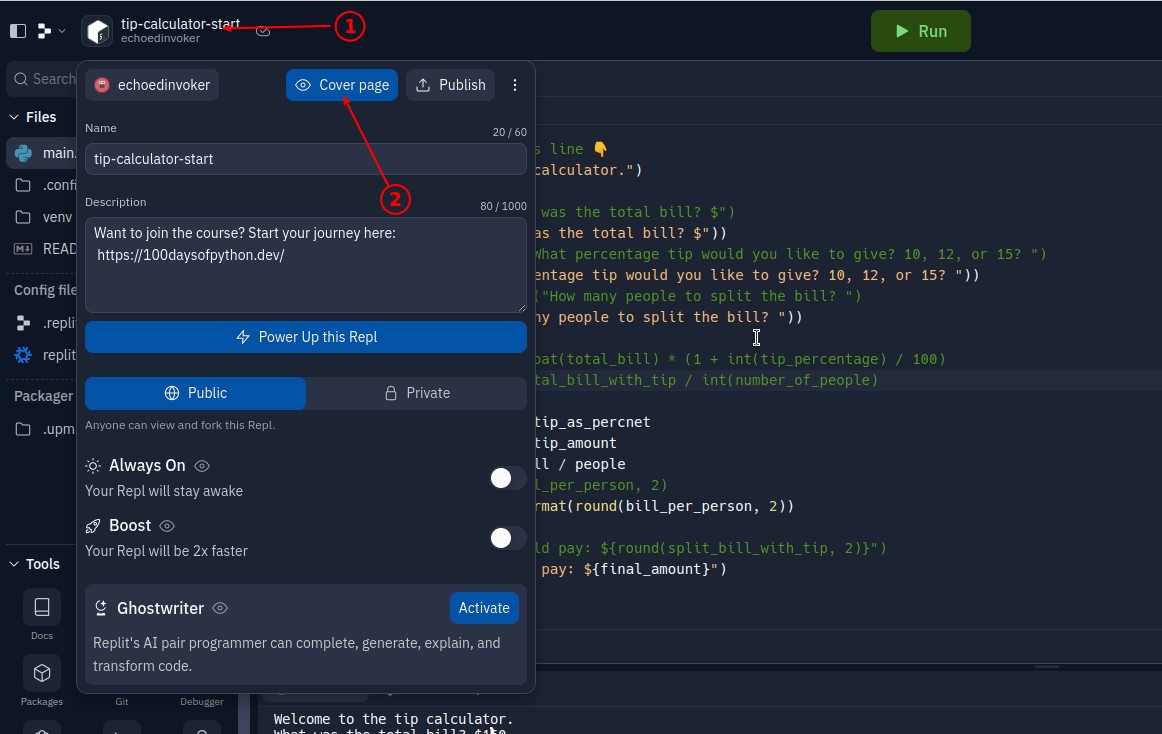 tip-calculator-start
echoedinvoker
1
Run
Search
echoedinvoker
Cover page
Publish
Files
Name
20 / 60
main.
tip-calculator-start
s line 👇
calculator.")
.confi
venv
READ
Description
80 / 1000
2
Want to join the course? Start your journey here:
https://100daysofpython.dev/
was the total bill? $")
as the total bill? $"))
What percentage tip would you like to give? 10, 12, or 15? ")
entage tip would you like to give? 10, 12, or 15? "))
Config file
("How many people to split the bill? ")
ny people to split the bill? "))
.replit
replit
Power Up this Repl
oat(total_bill) * (1 + int(tip_percentage) / 100)
tal_bill_with_tip / int(number_of_people)
Packager
.upm
Public
Private
Anyone can view and fork this Repl.
tip_as_percnet
tip_amount
ll / people
l_per_person, 2)
rmat(round(bill_per_person, 2))
Always On
Your Repl will stay awake
Boost
Your Repl will be 2x faster
ld pay: ${round(split_bill_with_tip, 2)}")
pay: ${final_amount}")
Tools
Docs
Packages
Git
Debugger
Ghostwriter
Activate
Replit's AI pair programmer can complete, generate, explain, and
transform code.
Welcome to the tip calculator.
What was the total bill? $150